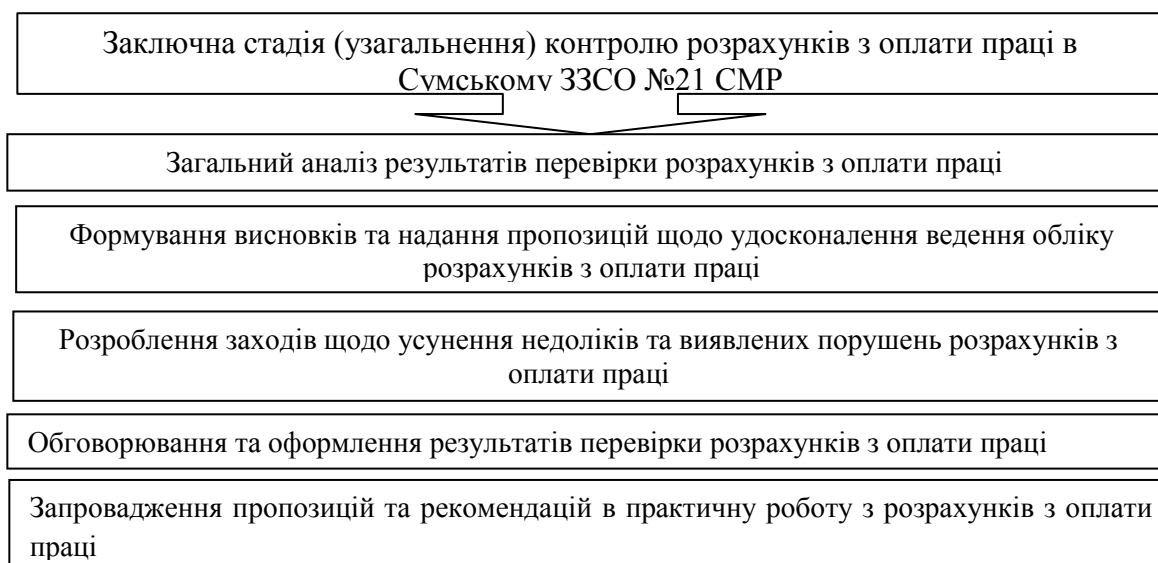 Заключна стадія (узагальнення) контролю розрахунків з оплати праці в
Сумському ЗЗСО №21 СМР
Загальний аналіз результатів перевірки розрахунків з оплати праці
Формування висновків та надання пропозицій щодо удосконалення ведення обліку
розрахунків з оплати праці
Розроблення заходів щодо усунення недоліків та виявлених порушень розрахунків з
оплати праці
Обговорювання та оформлення результатів перевірки розрахунків з оплати праці
Запровадження пропозицій та рекомендацій в практичну роботу з розрахунків з оплати
праці